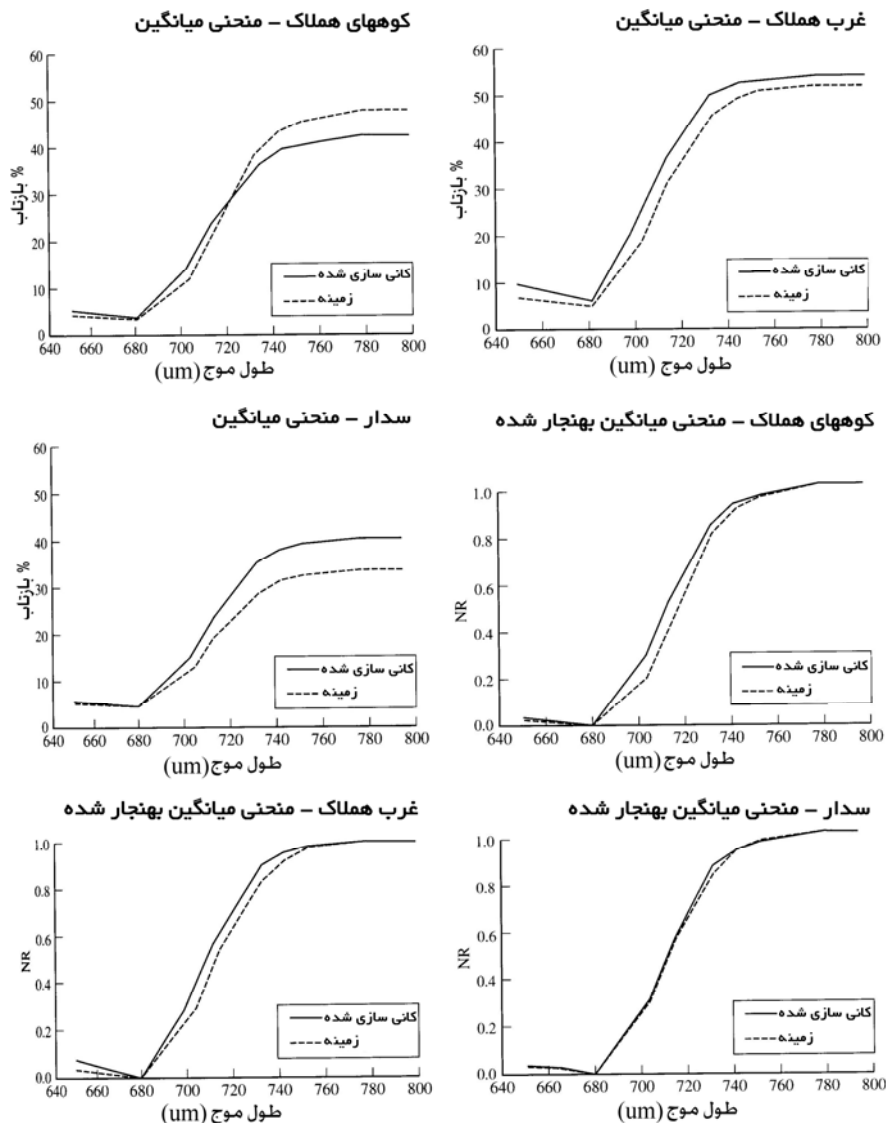 غرب هملاک – منحنی میانگین
60
50
40
30
20
10
0
بازتاب %
کانی سازی شده
زمینه
640 660 680 700 720 740 760 780 800
طول موج (um)
کوههای هملاک – منحنی میانگین
60
50
40
30
20
10
0
بازتاب %
کانی سازی شده
زمینه
640 660 680 700 720 740 760 780 800
طول موج (um)
کوههای هملاک – منحنی میانگین بهنجار شده
1.0
0.8
0.6
0.4
0.2
0.0
NR
کانی سازی شده
زمینه
640 660 680 700 720 740 760 780 800
طول موج (um)
سدار – منحنی میانگین
60
50
40
30
20
10
0
بازتاب %
کانی سازی شده
زمینه
640 660 680 700 720 740 760 780 800
طول موج (um)
سدار – منحنی میانگین بهنجار شده
1.0
0.8
0.6
0.4
0.2
0.0
NR
کانی سازی شده
زمینه
640 660 680 700 720 740 760 780 800
طول موج (um)
غرب هملاک – منحنی میانگین بهنجار شده
1.0
0.8
0.6
0.4
0.2
0.0
NR
کانی سازی شده
زمینه
640 660 680 700 720 740 760 780 800
طول موج (um)